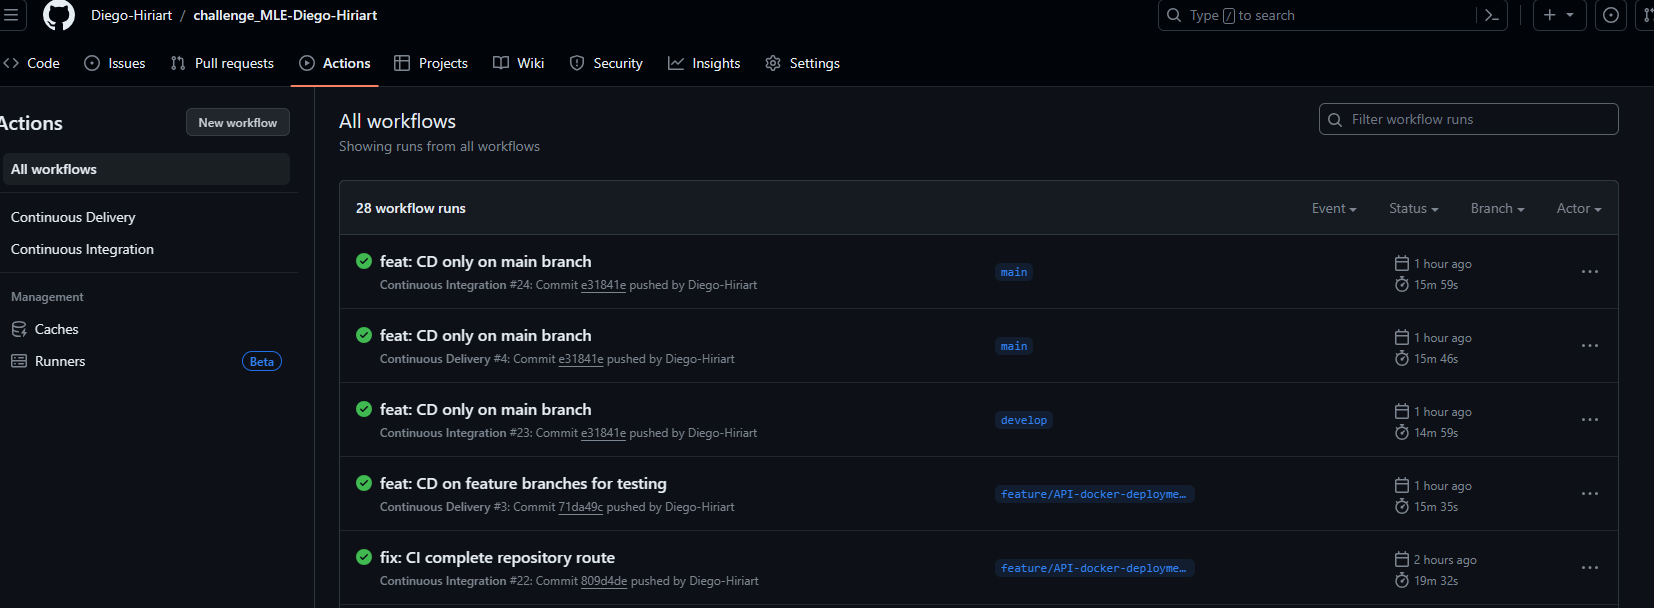 Diego-Hiriart / challenge_MLE-Diego-Hiriart
Type / to search
Code
Issues
Pull requests
Actions
Projects
Wiki
Security
Insights
Settings
Actions
New workflow
All workflows
Continuous Delivery
Continuous Integration
Management
Caches
Runners
Beta
All workflows
Showing runs from all workflows
Filter workflow runs
28 workflow runs
Event
Status
Branch
Actor
feat: CD only on main branch
Continuous Integration #24: Commit e31841e pushed by Diego-Hiriart
main
1 hour ago
15m 59s
feat: CD only on main branch
Continuous Delivery #4: Commit e31841e pushed by Diego-Hiriart
main
1 hour ago
15m 46s
feat: CD only on main branch
Continuous Integration #23: Commit e31841e pushed by Diego-Hiriart
develop
1 hour ago
14m 59s
feat: CD on feature branches for testing
Continuous Delivery #3: Commit 71da49c pushed by Diego-Hiriart
feature/API-docker-deployme…
1 hour ago
15m 35s
fix: CI complete repository route
Continuous Integration #22: Commit 809d4de pushed by Diego-Hiriart
feature/API-docker-deployme…
2 hours ago
19m 32s